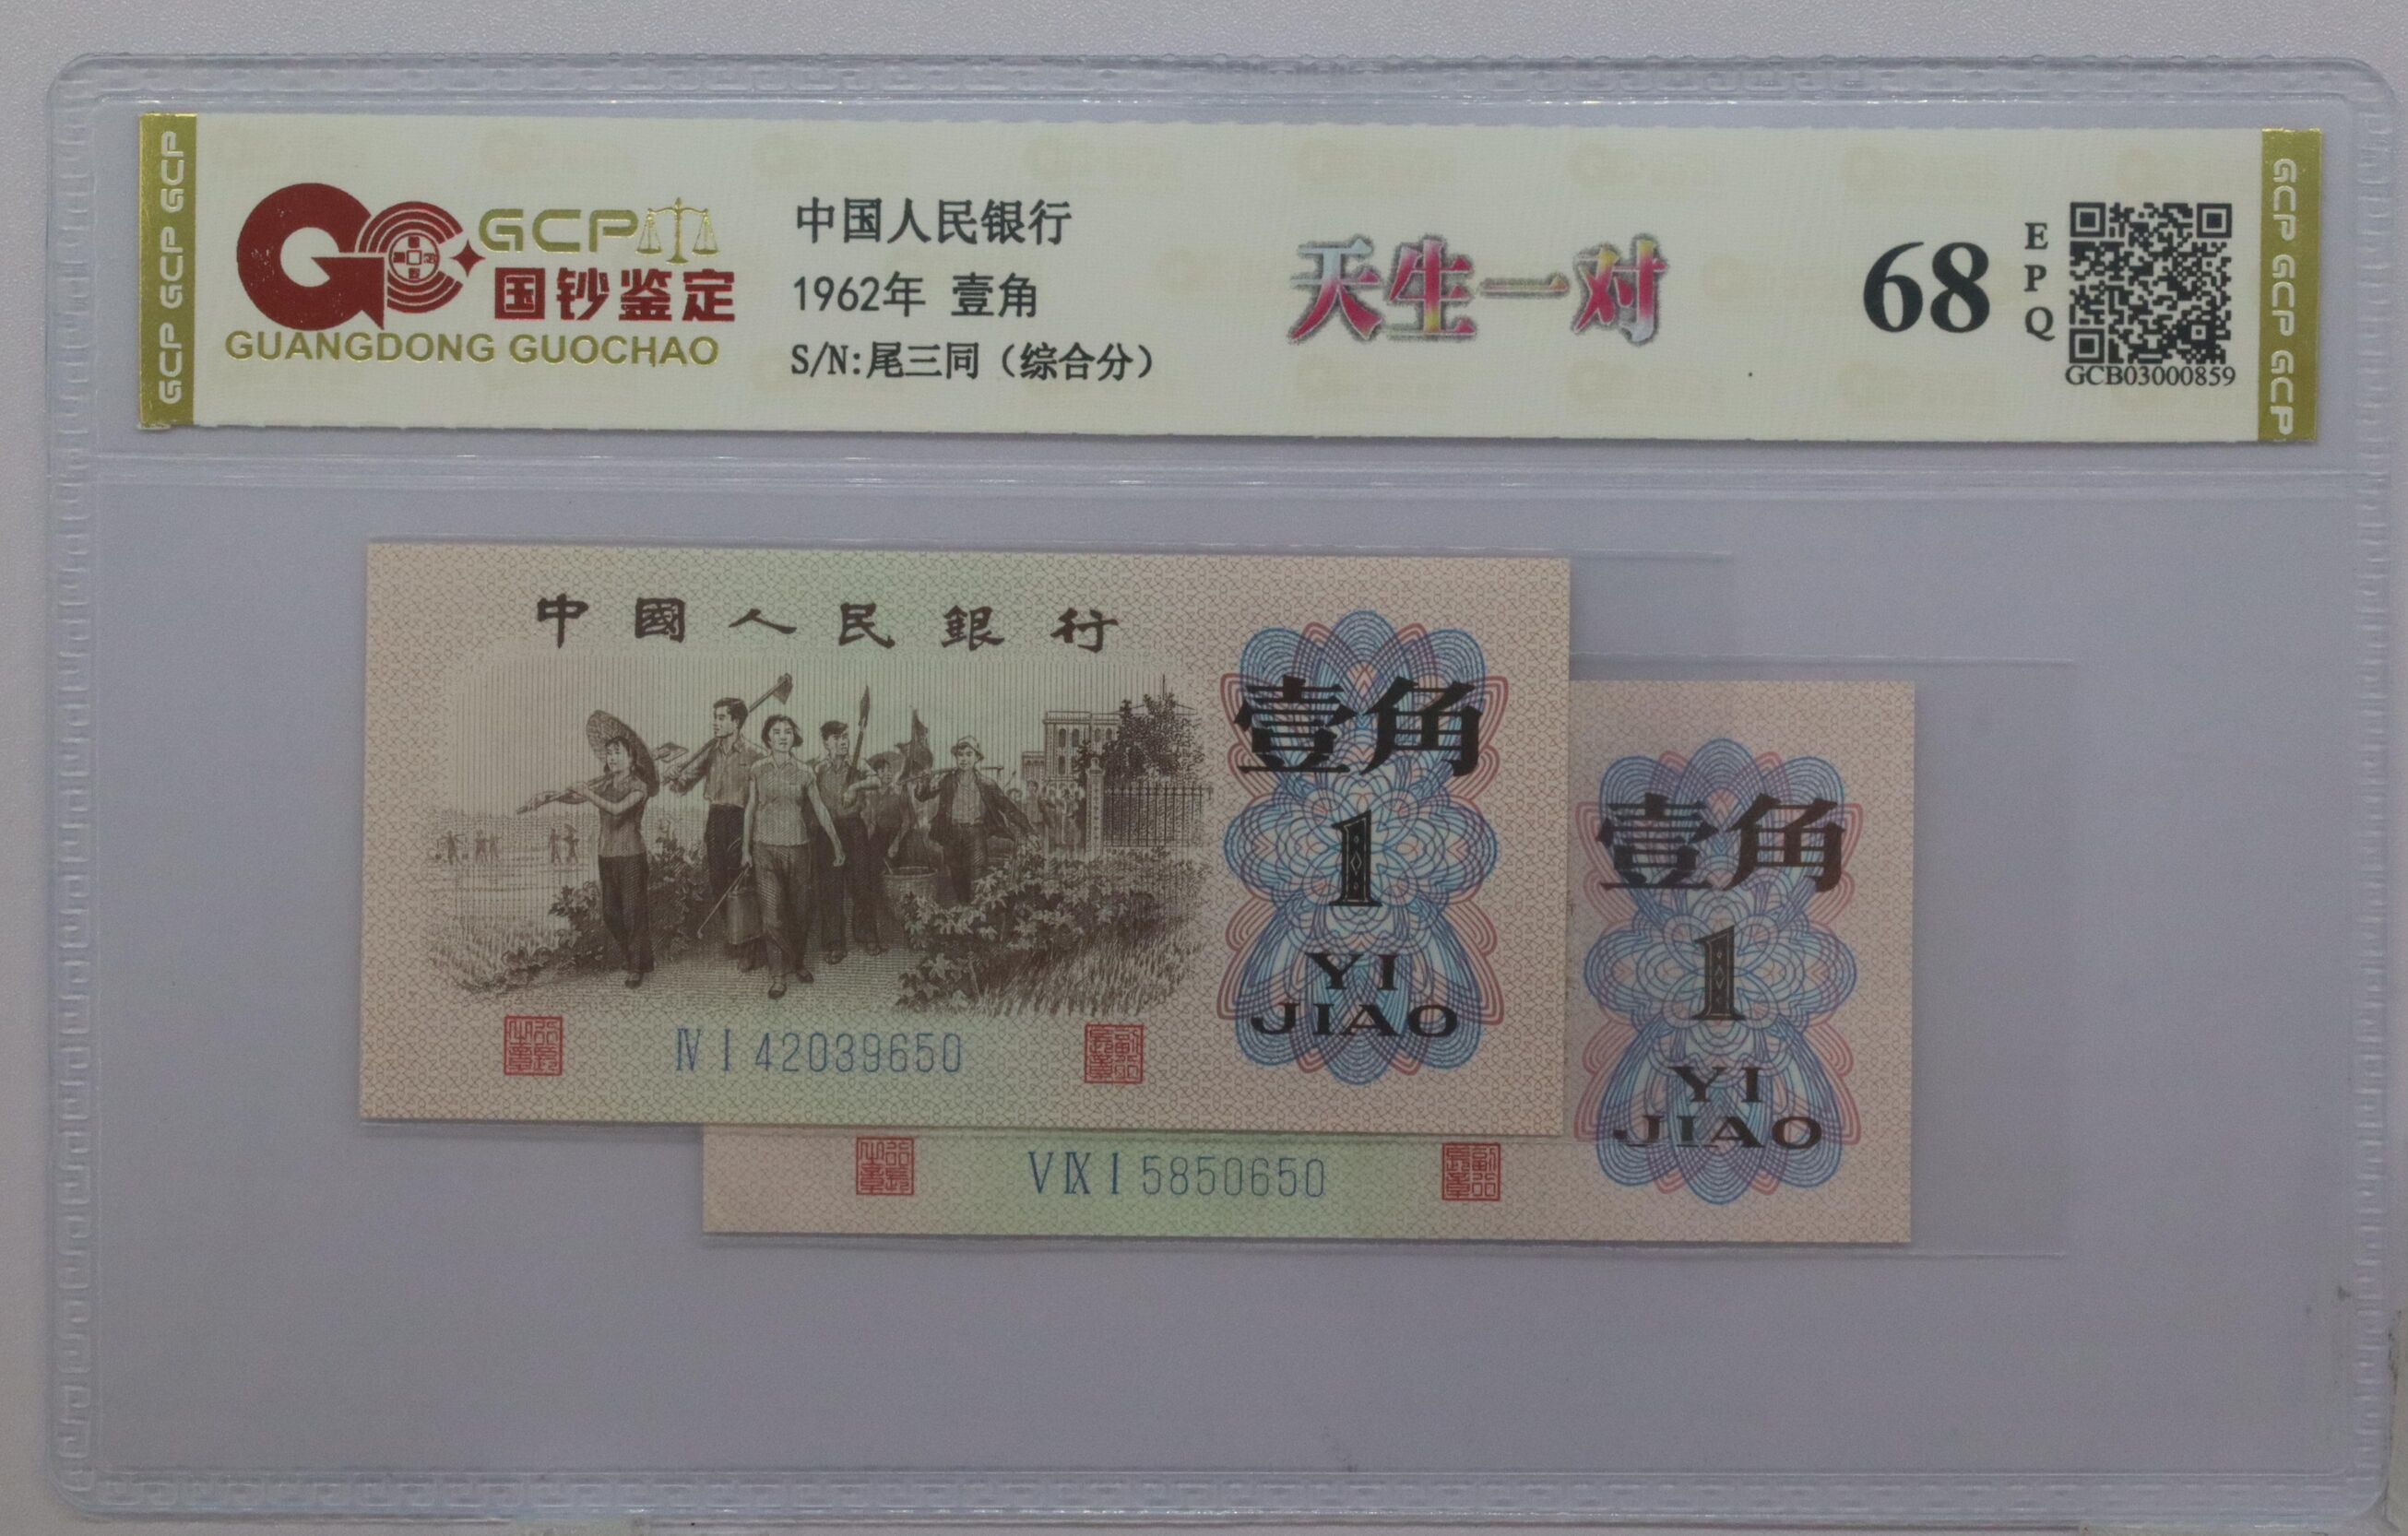 GCP GCP GCP
GCP
国钞鉴定
GUANGDONG GUOCHAO
中国人民银行
1962年 壹角
S/N:尾三同（综合分）
天生一对
68
EPQ
GCB03000859
GCP GCP GCP
中國人民銀行
壹角
1
YI
JIAO
Ⅳ Ⅰ 42039650
壹角
1
YI
JIAO
Ⅴ Ⅸ Ⅰ 5850650